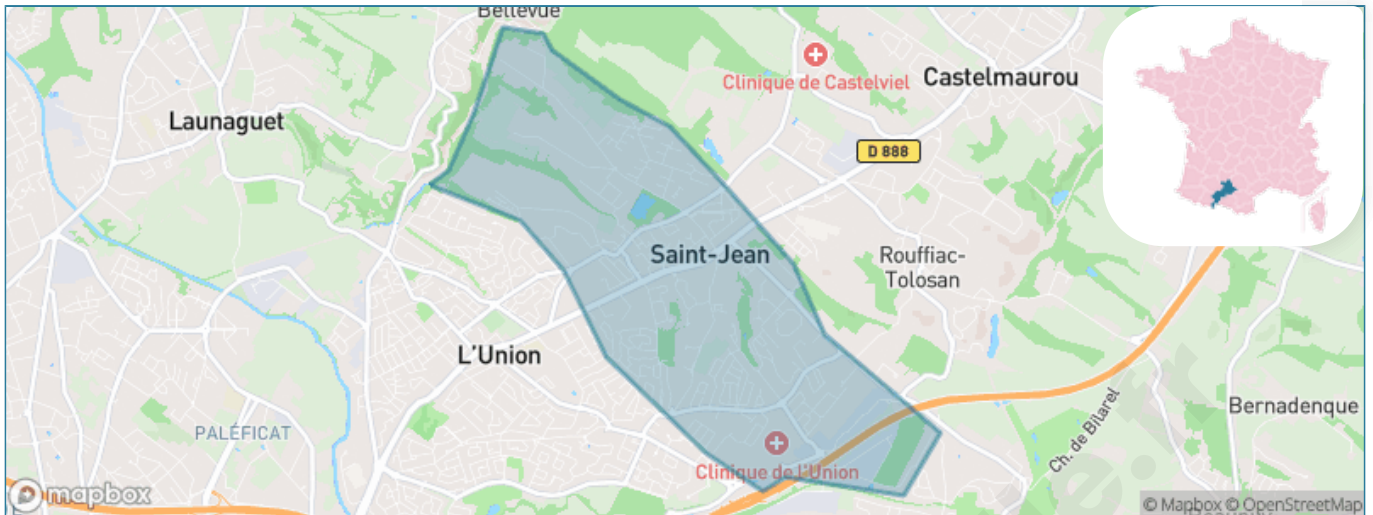 Bellevue
Clinique de Castelviel
Castelmaurou
Launaguet
D 888
Saint-Jean
Rouffiac-
Tolosan
L'Union
Bernadenque
PALÉFICAT
Ch. de Bilarel
Clinique de l'Union
mapbox
© Mapbox © OpenStreetMap